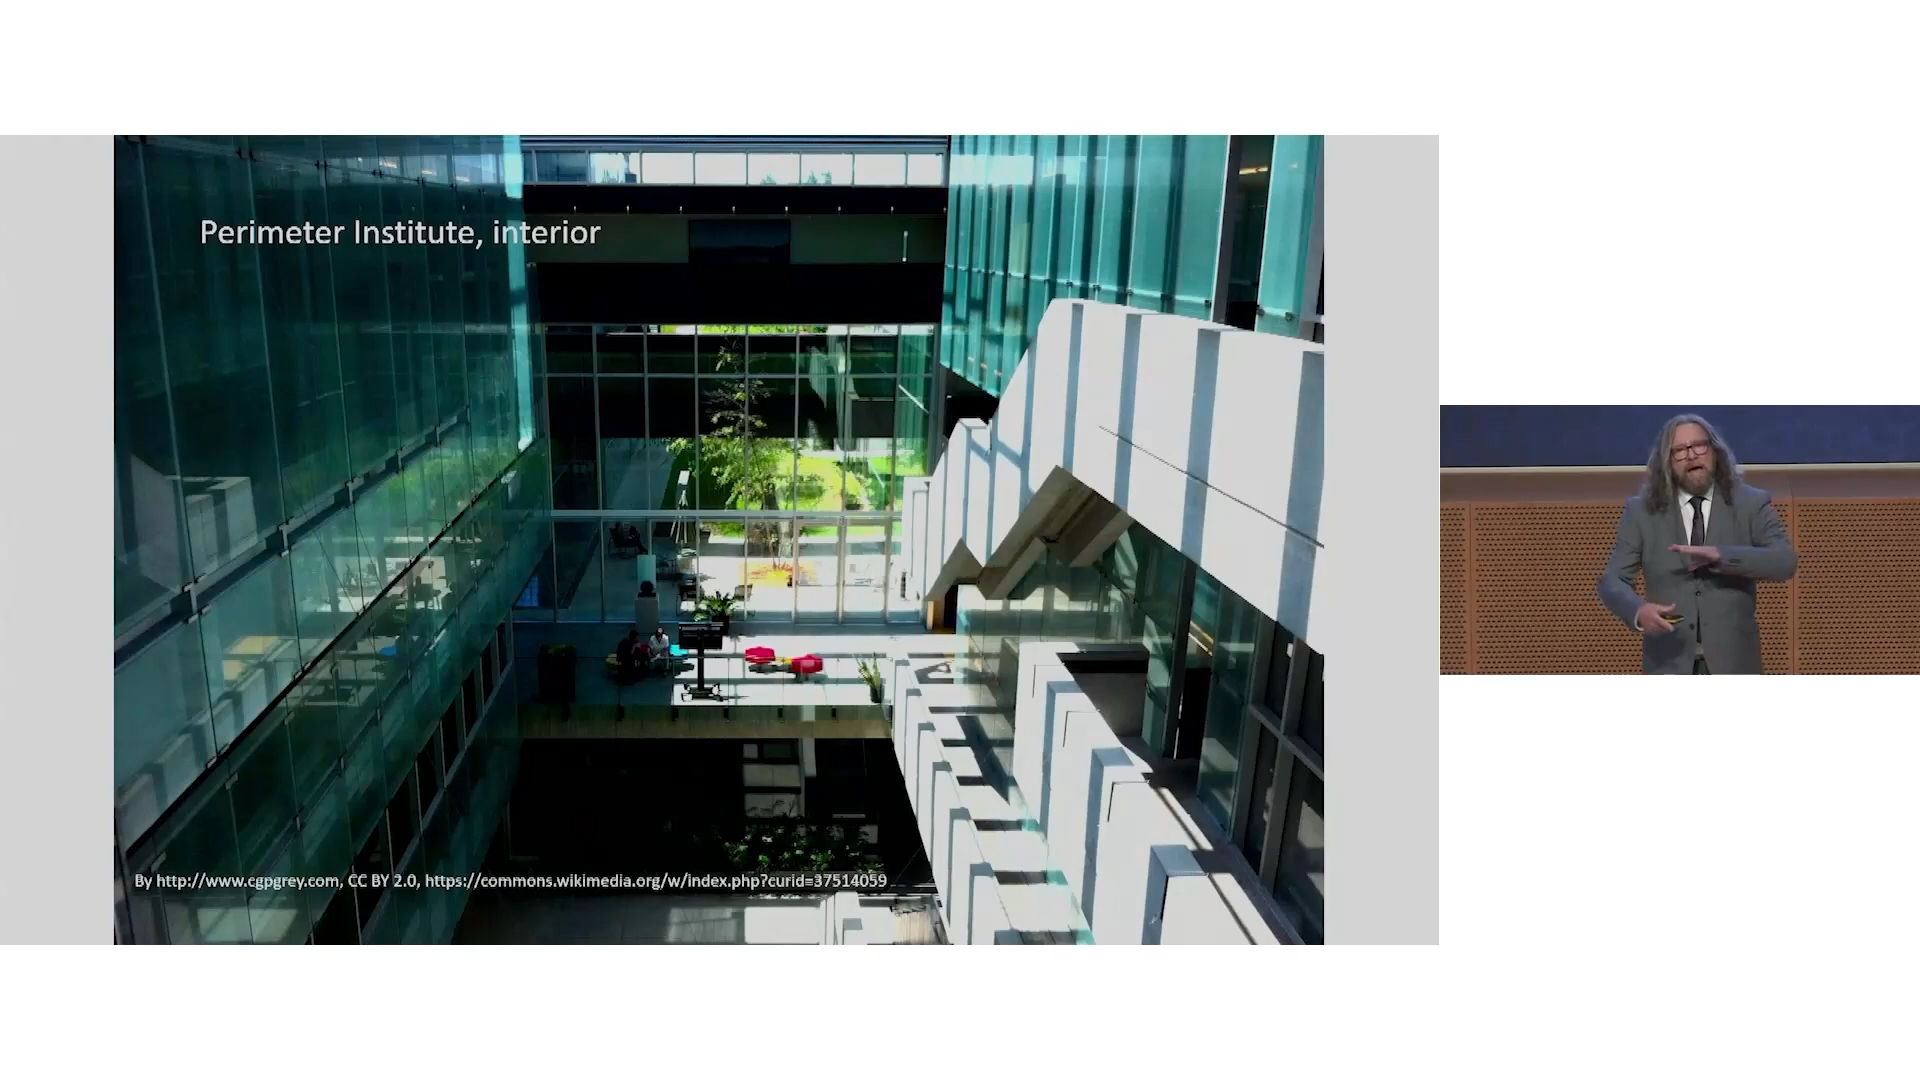 Perimeter Institute, interior
By http://www.cgpgrey.com, CC BY 2.0, https://commons.wikimedia.org/w/index.php?curid=37514059